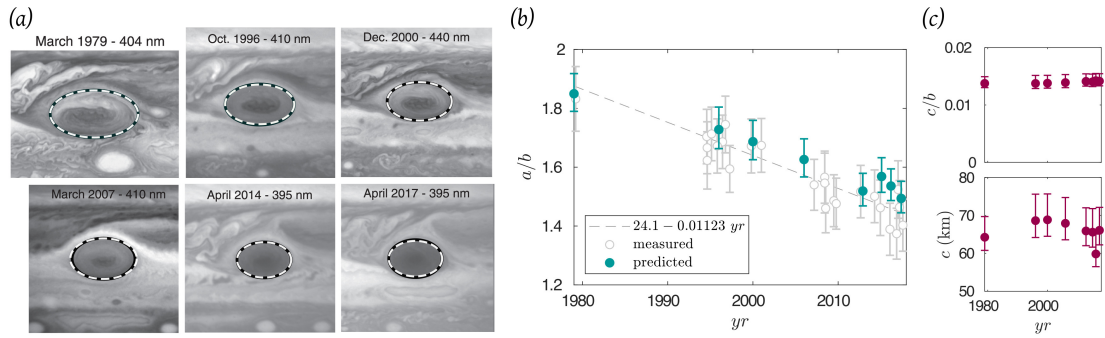 (a)
March 1979 - 404 nm
Oct. 1996 - 410 nm
Dec. 2000 - 440 nm
March 2007 - 410 nm
April 2014 - 395 nm
April 2017 - 395 nm
(b)
2
1.8
1.6
1.4
1.2
a/b
24.1 − 0.01123 yr
measured
predicted
1979
1990
2000
2010
yr
(c)
0.02
0.01
0
c/b
80
70
60
50
c (km)
1980
2000
yr